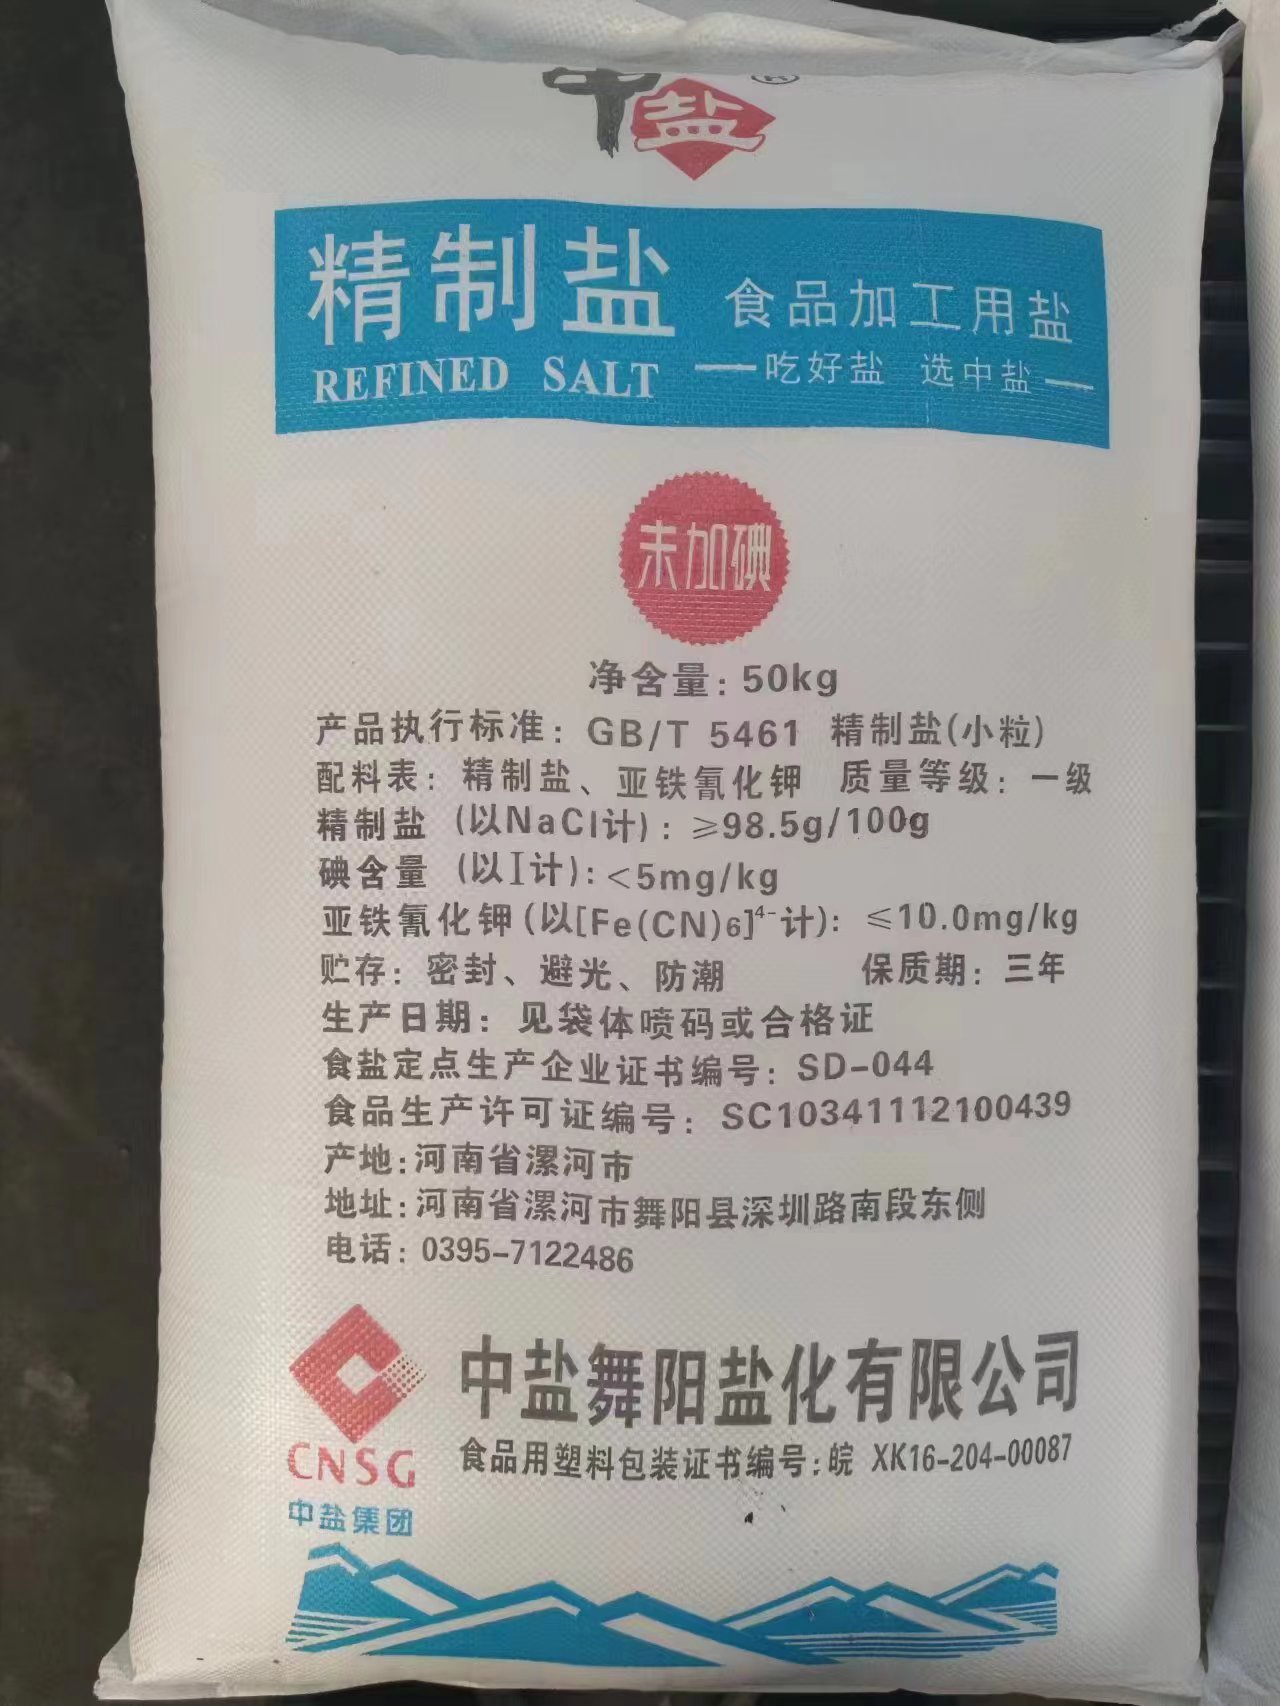 中盐®
精制盐 食品加工用盐
REFINED SALT —吃好盐 选中盐—
未加碘
净含量：50kg
产品执行标准：GB/T 5461 精制盐(小粒)
配料表：精制盐、亚铁氰化钾 质量等级：一级
精制盐（以NaCl计)：≥98.5g/100g
碘含量（以I计):<5mg/kg
亚铁氰化钾(以[Fe(CN)6]4-计)：≤10.0mg/kg
贮存：密封、避光、防潮 保质期：三年
生产日期：见袋体喷码或合格证
食盐定点生产企业证书编号：SD-044
食品生产许可证编号：SC10341112100439
产地:河南省漯河市
地址:河南省漯河市舞阳县深圳路南段东侧
电话：0395-7122486
中盐舞阳盐化有限公司
食品用塑料包装证书编号:皖 XK16-204-00087
CNSG
中盐集团